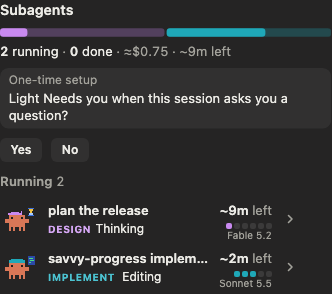 Subagents
2 running · 0 done · ≈$0.75 · ~9m left
One-time setup
Light Needs you when this session asks you a
question?
Yes No
Running 2
plan the release ~9m left
DESIGN Thinking Fable 5.2
savvy-progress implem... ~2m left
IMPLEMENT Editing Sonnet 5.5